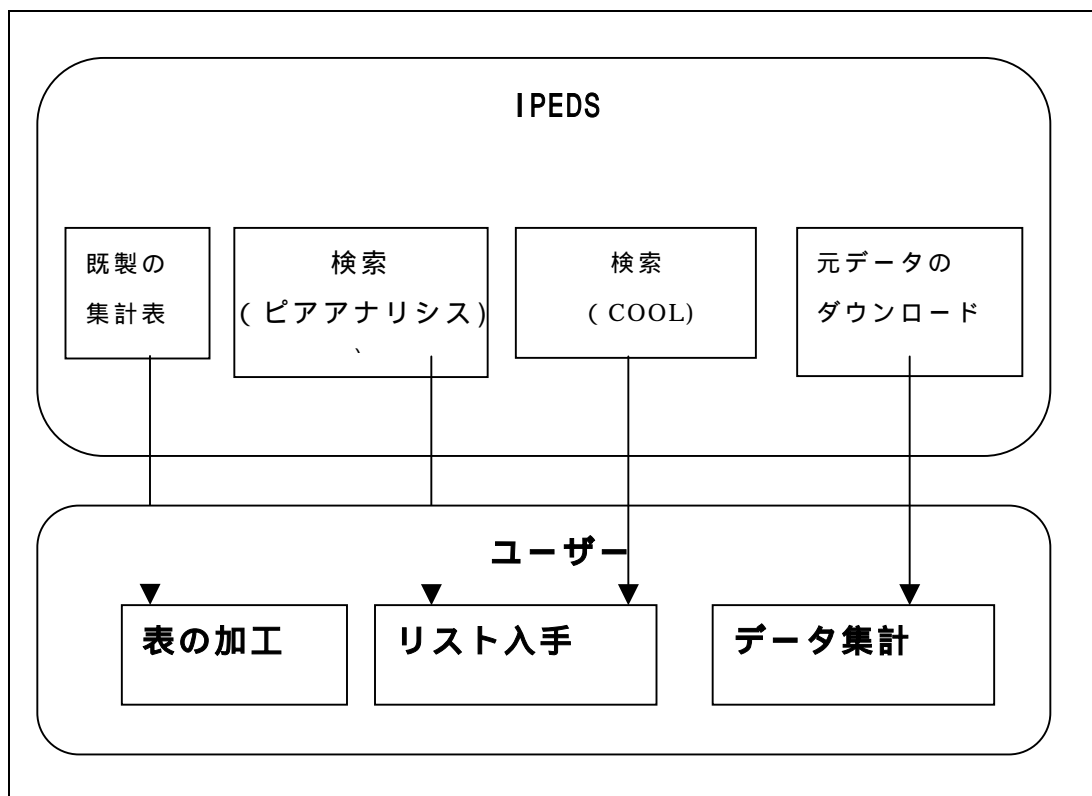 IPEDS
既製の
集計表
検索
(ピアアナリシス)
、
検索
(COOL)
元データの
ダウンロード
ユーザー
表の加工
リスト入手
データ集計